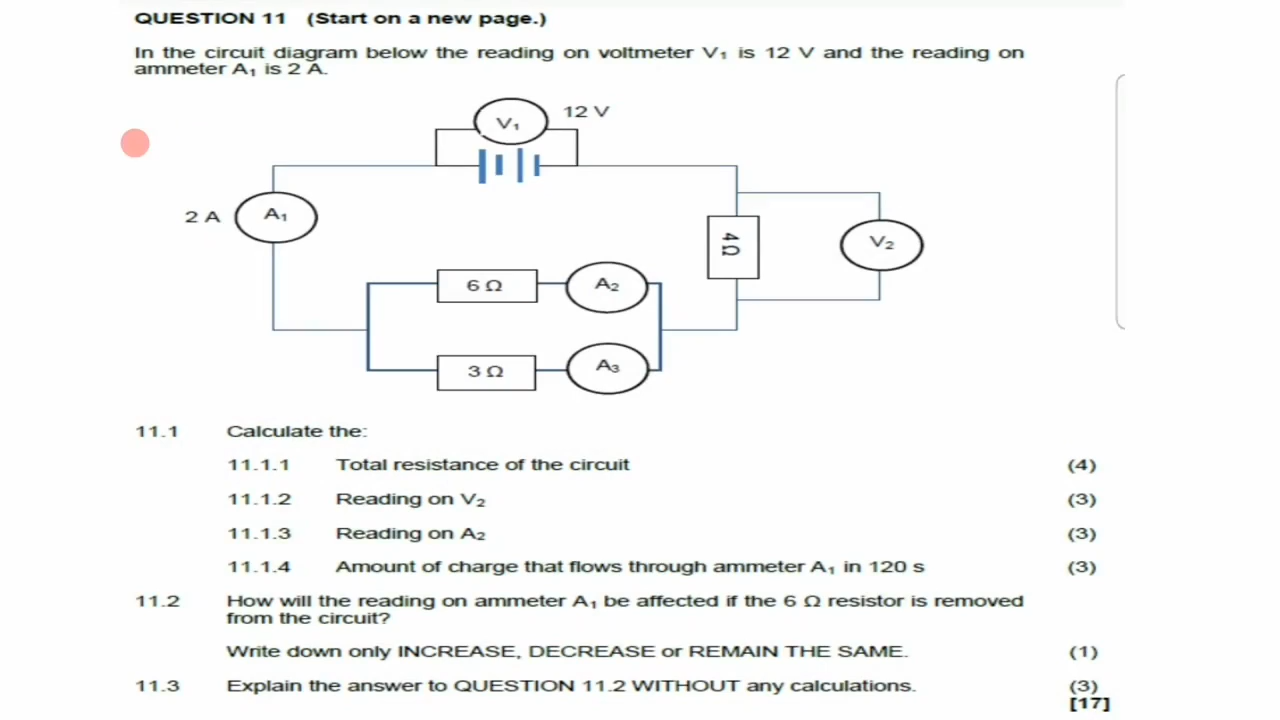 QUESTION 11 (Start on a new page.)
In the circuit diagram below the reading on voltmeter V₁ is 12 V and the reading on
ammeter A₁ is 2 A.
V₁
12 V
2 A
A₁
4 Ω
V₂
6 Ω
A₂
3 Ω
A₃
11.1 Calculate the:
11.1.1 Total resistance of the circuit (4)
11.1.2 Reading on V₂ (3)
11.1.3 Reading on A₂ (3)
11.1.4 Amount of charge that flows through ammeter A₁ in 120 s (3)
11.2 How will the reading on ammeter A₁ be affected if the 6 Ω resistor is removed
from the circuit?
Write down only INCREASE, DECREASE or REMAIN THE SAME. (1)
11.3 Explain the answer to QUESTION 11.2 WITHOUT any calculations. (3)
[17]